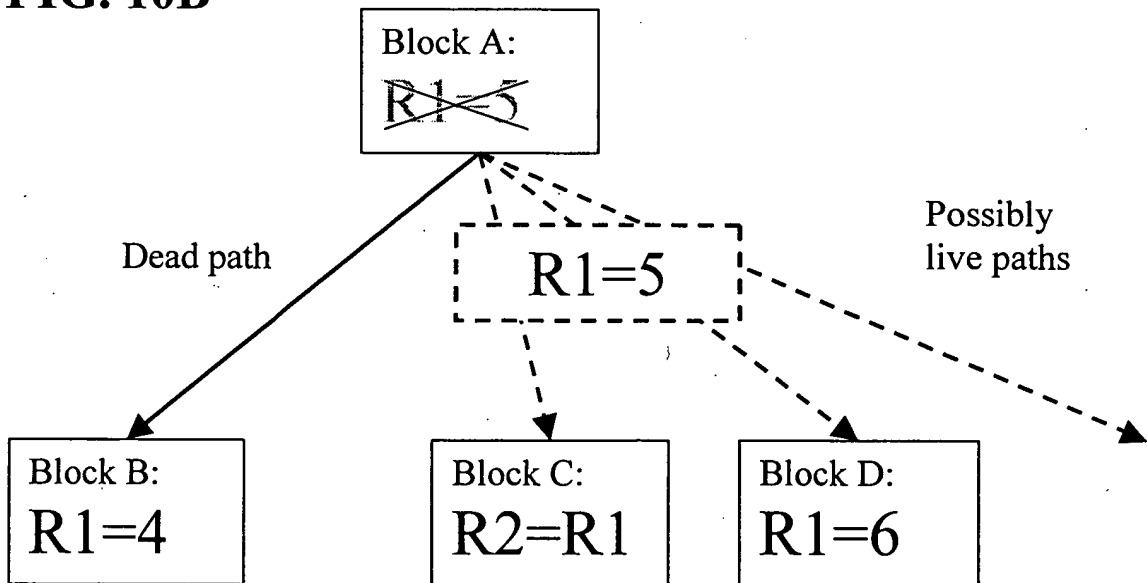 FIG. 10B
Block A:
R1=5
Dead path
R1=5
Possibly
live paths
Block B:
R1=4
Block C:
R2=R1
Block D:
R1=6